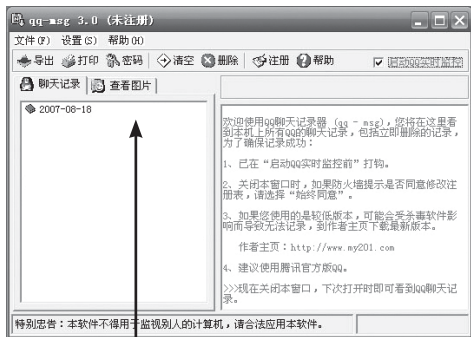 qq-msg 3.0 (未注册)
文件(F) 设置(S) 帮助(H)
导出 打印 密码 清空 删除 注册 帮助 启动QQ实时监控
聊天记录 查看图片
2007-08-18
欢迎使用qq聊天记录器 (qq - msg),您将在这里看
到本机上所有QQ的聊天记录,包括立即删除的记录,
为了确保记录成功:
1、已在“启动QQ实时监控前”打钩。
2、关闭本窗口时,如果防火墙提示是否同意修改注
册表,请选择“始终同意”。
3、如果您使用的是较低版本,可能会受杀毒软件影
响而导致无法记录,到作者主页下载最新版本。
作者主页:http://www.my201.com
4、建议使用腾讯官方版QQ。
>>>现在关闭本窗口,下次打开时即可看到QQ聊天记
录。
特别忠告:本软件不得用于监视别人的计算机,请合法应用本软件。